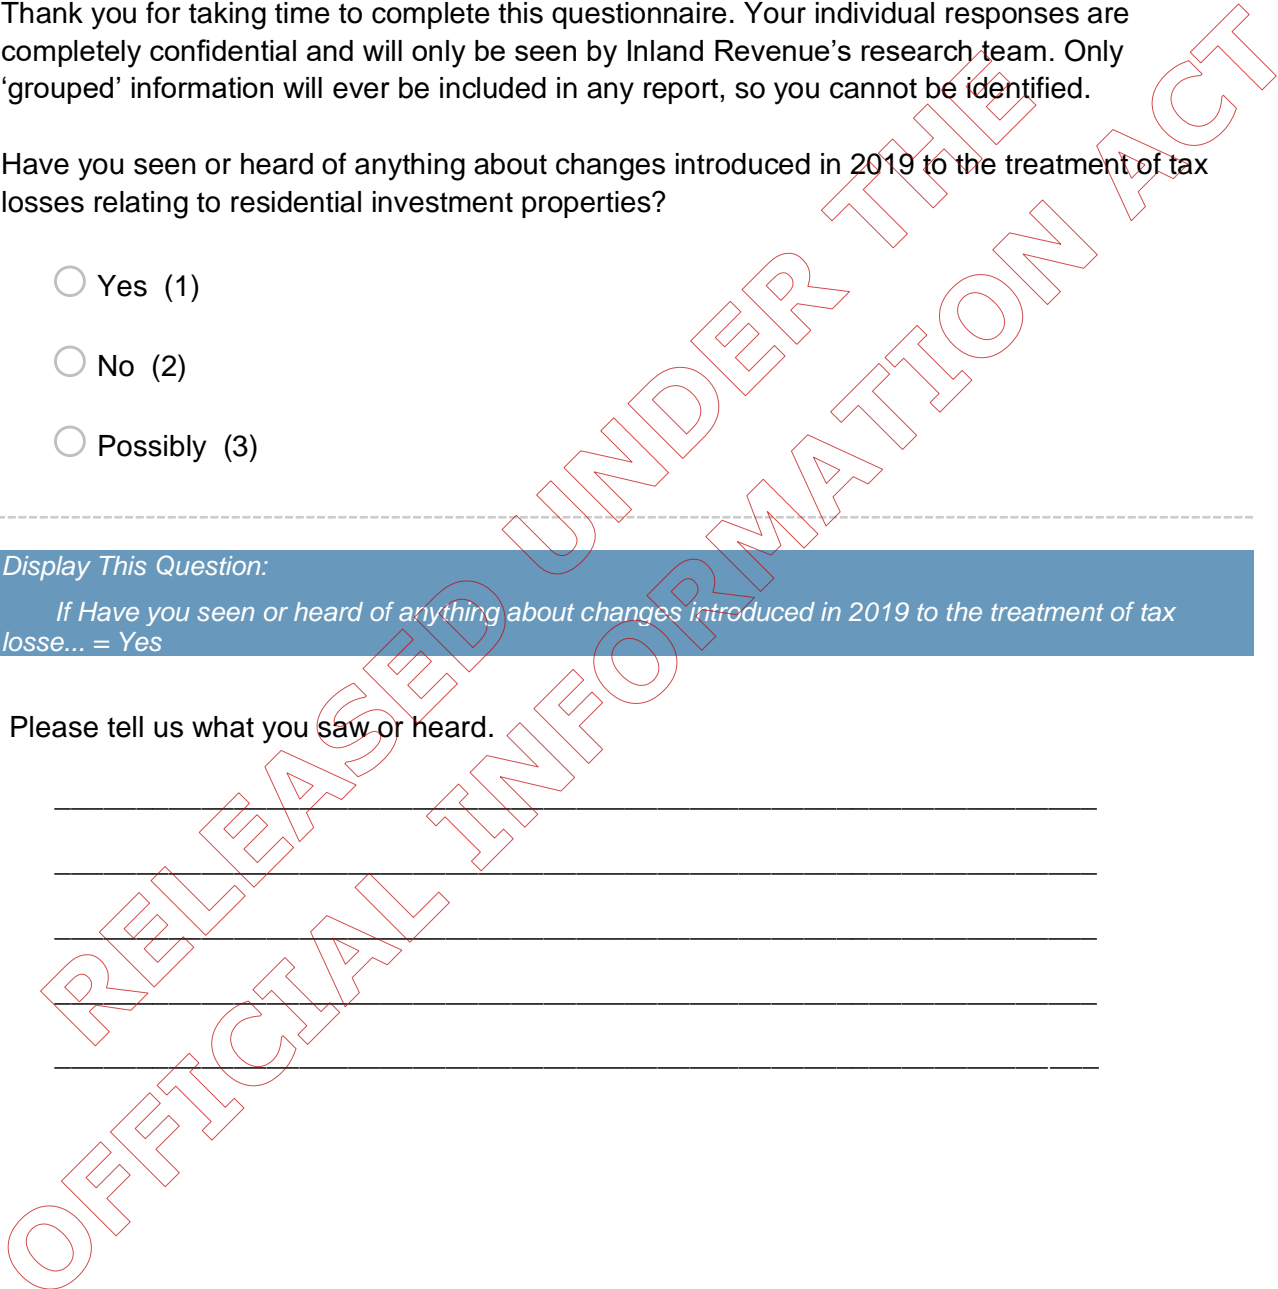 Thank you for taking time to complete this questionnaire. Your individual responses are
completely confidential and will only be seen by Inland Revenue’s research team. Only
‘grouped’ information will ever be included in any report, so you cannot be identified.
Have you seen or heard of anything about changes introduced in 2019 to the treatment of tax
losses relating to residential investment properties?
Yes (1)
No (2)
Possibly (3)
Display This Question:
If Have you seen or heard of anything about changes introduced in 2019 to the treatment of tax
losse... = Yes
Please tell us what you saw or heard.
RELEASED UNDER THE
OFFICIAL INFORMATION ACT